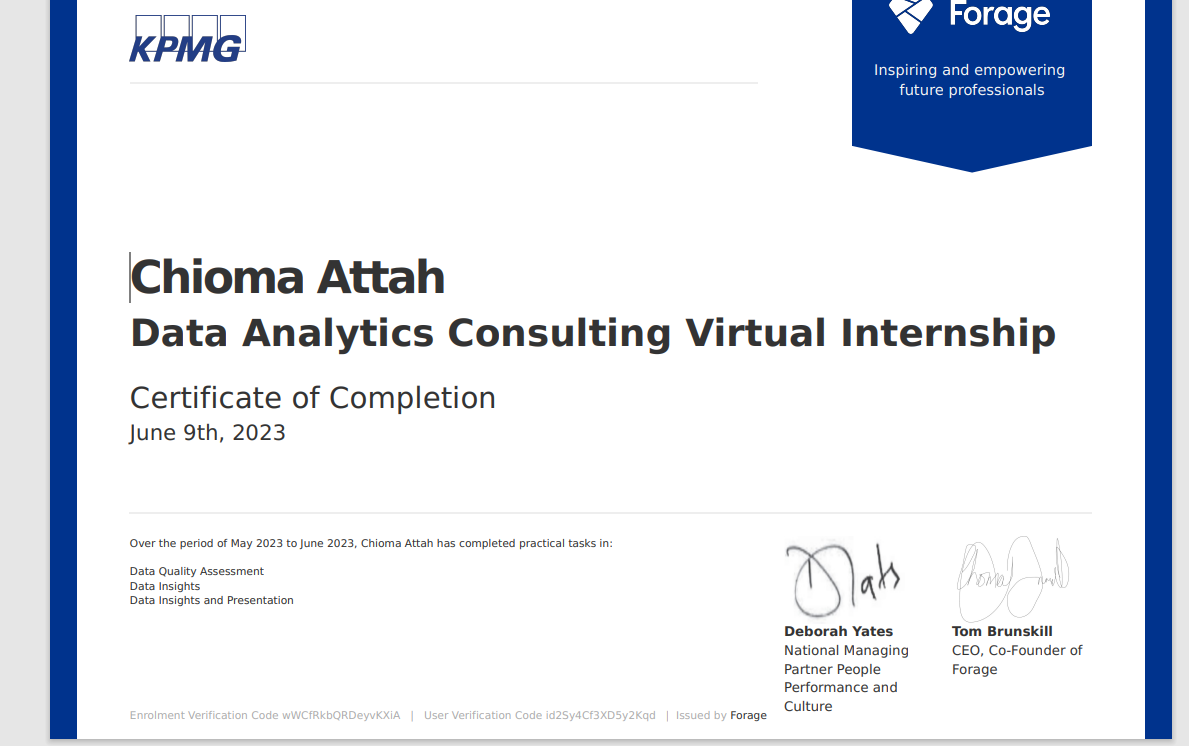 KPMG
Forage
Inspiring and empowering
future professionals
Chioma Attah
Data Analytics Consulting Virtual Internship
Certificate of Completion
June 9th, 2023
Over the period of May 2023 to June 2023, Chioma Attah has completed practical tasks in:
Data Quality Assessment
Data Insights
Data Insights and Presentation
Deborah Yates
National Managing
Partner People
Performance and
Culture
Tom Brunskill
CEO, Co-Founder of
Forage
Enrolment Verification Code wWCfRkbQRDeyvKXiA | User Verification Code id2Sy4Cf3XD5y2Kqd | Issued by Forage